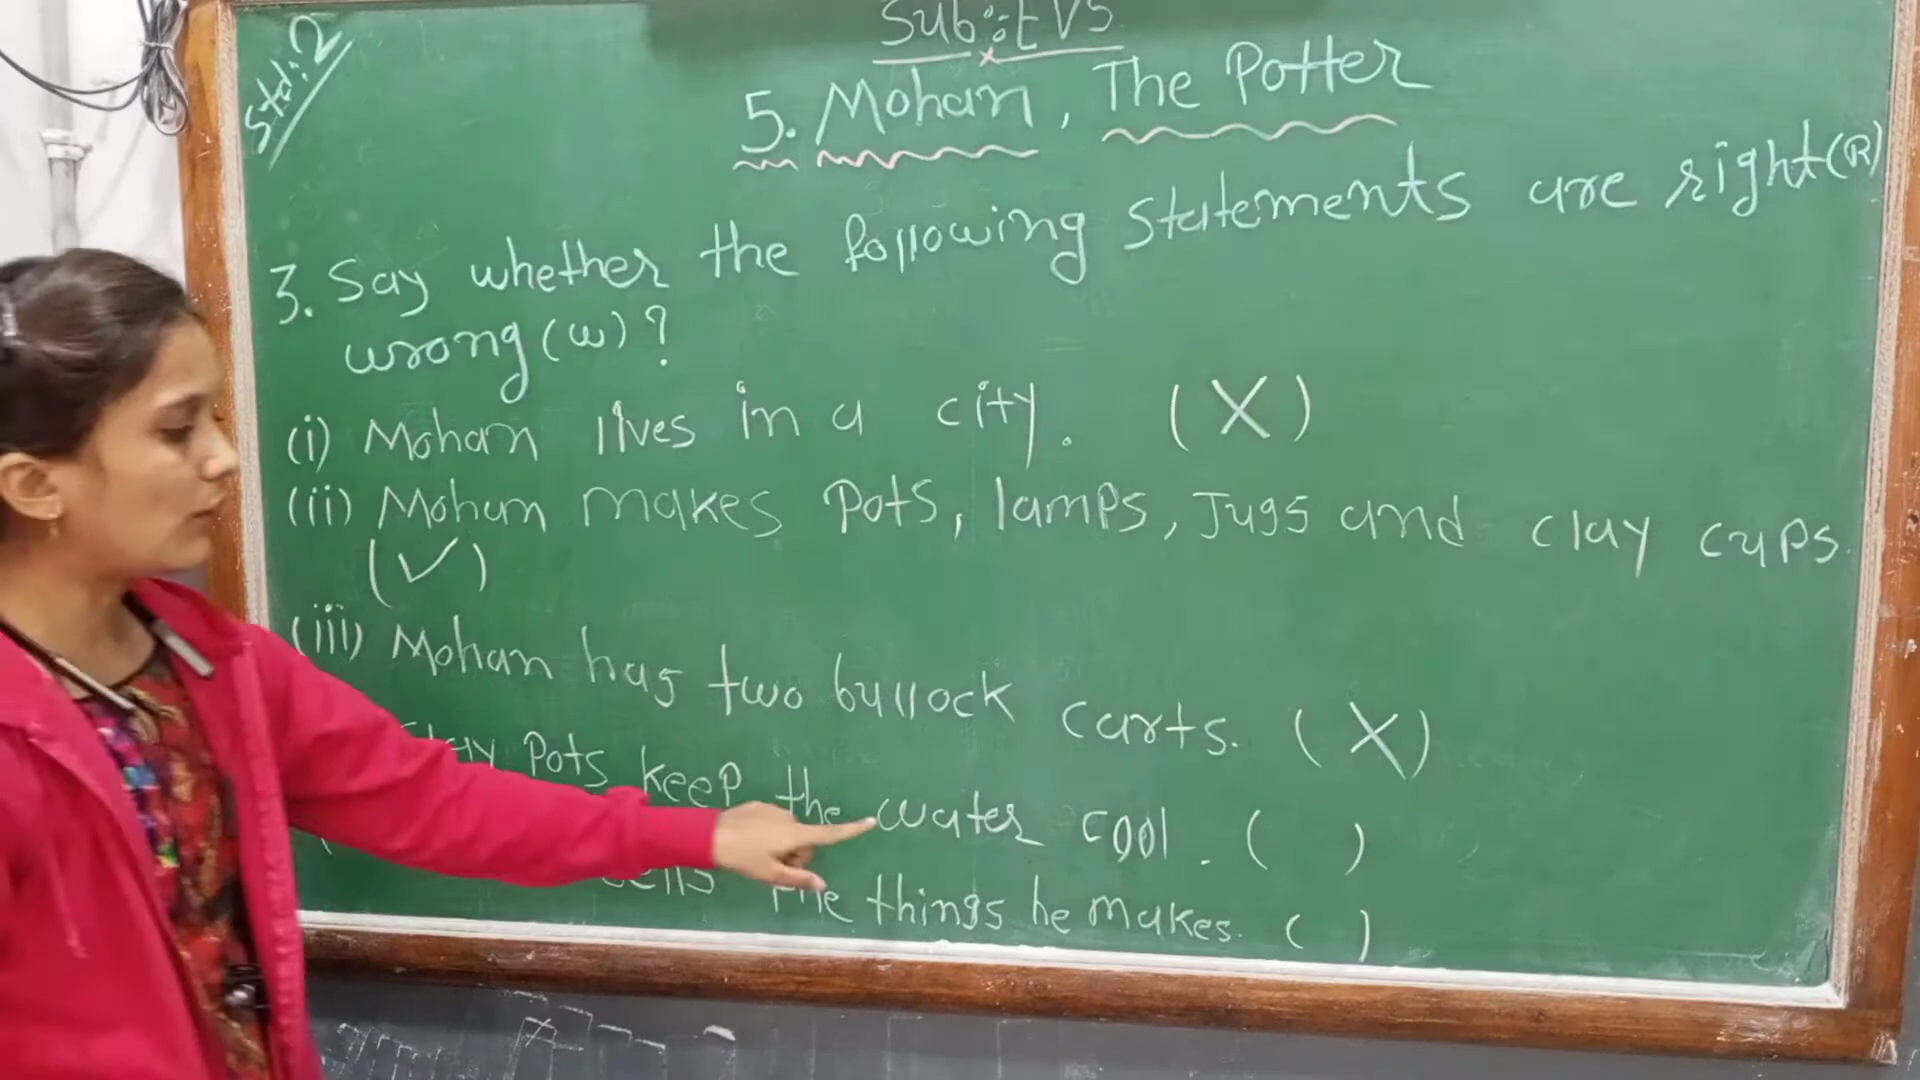 Std: 2
Sub: EVS
5. Mohan, The Potter
3. Say whether the following statements are right(R)
wrong(w)?
(i) Mohan lives in a city. (X)
(ii) Mohan makes Pots, lamps, Jugs and clay cups.
(✓)
(iii) Mohan has two bullock carts. (X)
Pots keep the water cool. ( )
sells the things he makes. ( )